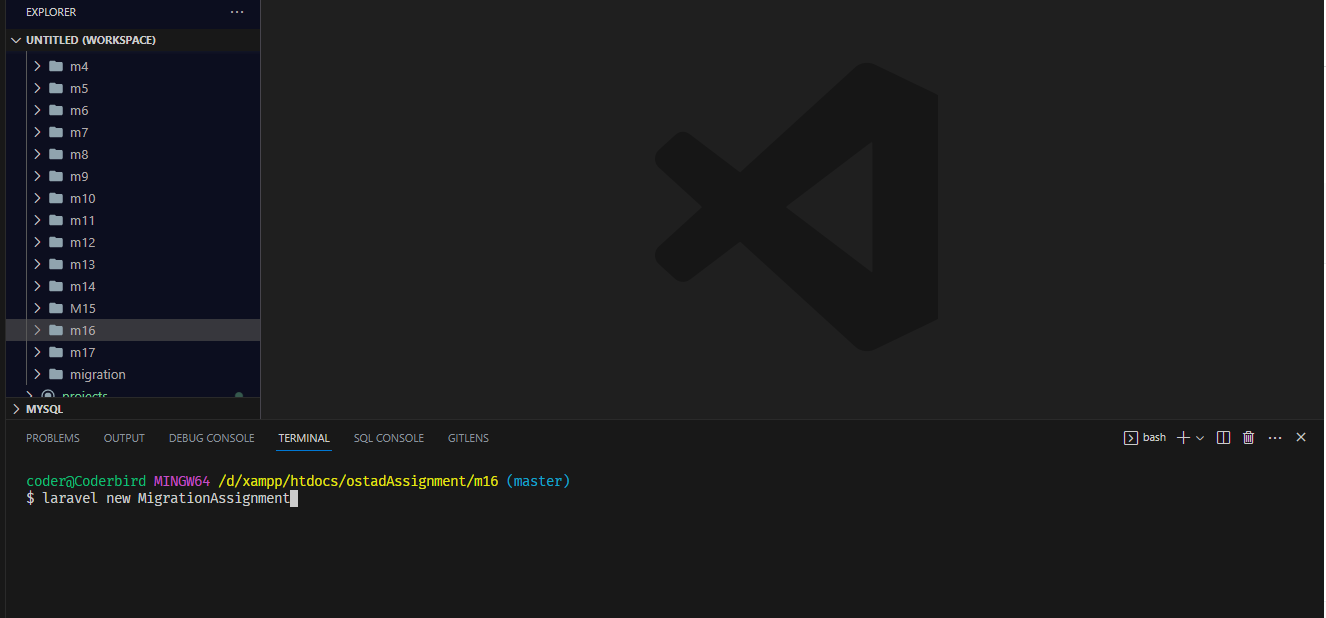 EXPLORER
UNTITLED (WORKSPACE)
m4
m5
m6
m7
m8
m9
m10
m11
m12
m13
m14
M15
m16
m17
migration
projects
MYSQL
PROBLEMS OUTPUT DEBUG CONSOLE TERMINAL SQL CONSOLE GITLENS bash
coder@Coderbird MINGW64 /d/xampp/htdocs/ostadAssignment/m16 (master)
$ laravel new MigrationAssignment